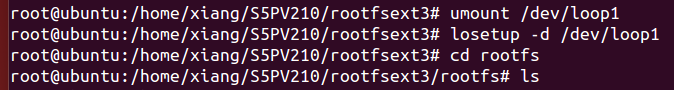 root@ubuntu:/home/xiang/S5PV210/rootfsext3# umount /dev/loop1
root@ubuntu:/home/xiang/S5PV210/rootfsext3# losetup -d /dev/loop1
root@ubuntu:/home/xiang/S5PV210/rootfsext3# cd rootfs
root@ubuntu:/home/xiang/S5PV210/rootfsext3/rootfs# ls